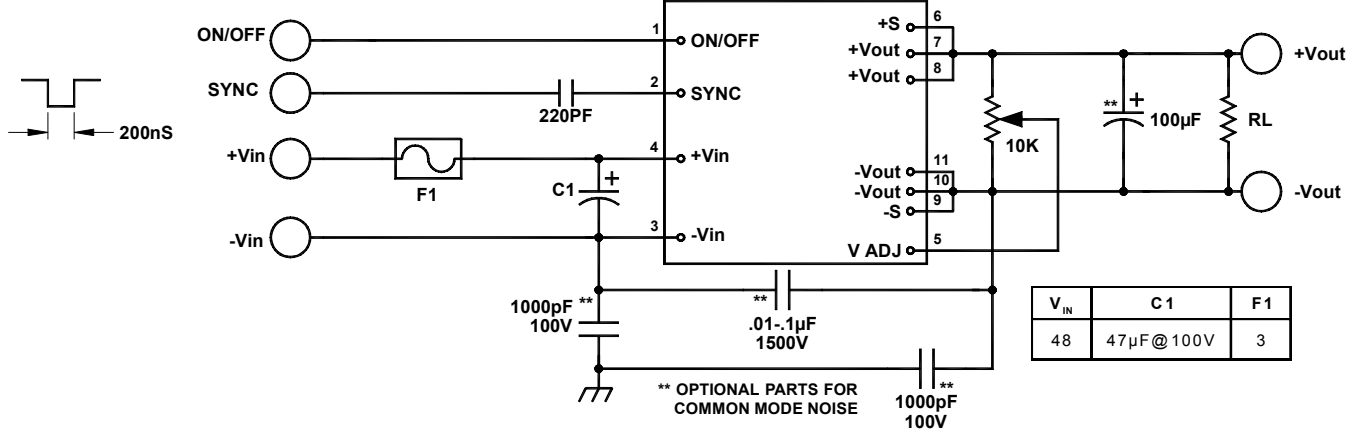 ON/OFF
1
ON/OFF
+S
6
+Vout
7
+Vout
8
+Vout
SYNC
2
SYNC
220PF
200nS
+Vin
4
+Vin
F1
C1
+
10K
**
+
100µF
RL
-Vout
11
-Vout
10
-S
9
-Vout
-Vin
3
-Vin
V ADJ
5
1000pF **
100V
**
.01-.1µF
1500V
** OPTIONAL PARTS FOR
COMMON MODE NOISE
**
1000pF
100V
VIN C1 F1
48 47µF@100V 3